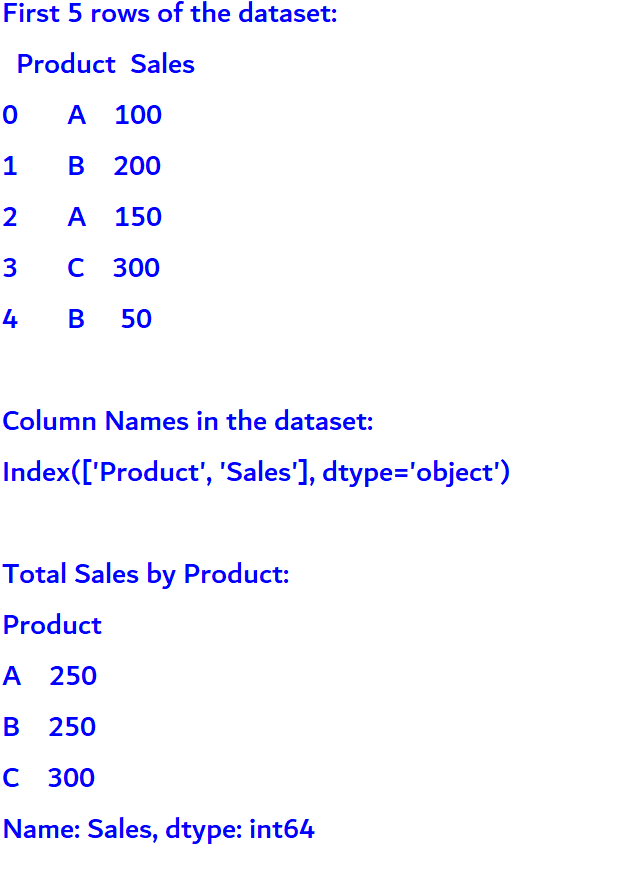 First 5 rows of the dataset:
Product Sales
0 A 100
1 B 200
2 A 150
3 C 300
4 B 50
Column Names in the dataset:
Index(['Product', 'Sales'], dtype='object')
Total Sales by Product:
Product
A 250
B 250
C 300
Name: Sales, dtype: int64